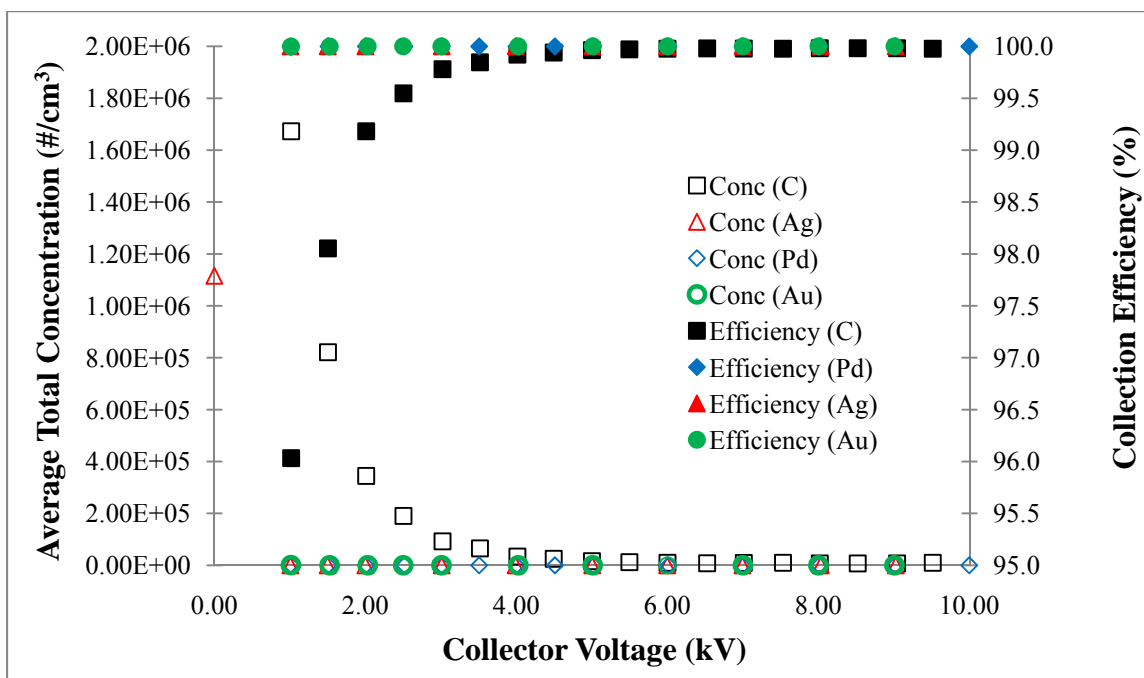 2.00E+06
1.80E+06
1.60E+06
1.40E+06
1.20E+06
1.00E+06
8.00E+05
6.00E+05
4.00E+05
2.00E+05
0.00E+00
Average Total Concentration (#/cm³)
100.0
99.5
99.0
98.5
98.0
97.5
97.0
96.5
96.0
95.5
95.0
Collection Efficiency (%)
Conc (C)
Conc (Ag)
Conc (Pd)
Conc (Au)
Efficiency (C)
Efficiency (Pd)
Efficiency (Ag)
Efficiency (Au)
0.00 2.00 4.00 6.00 8.00 10.00
Collector Voltage (kV)